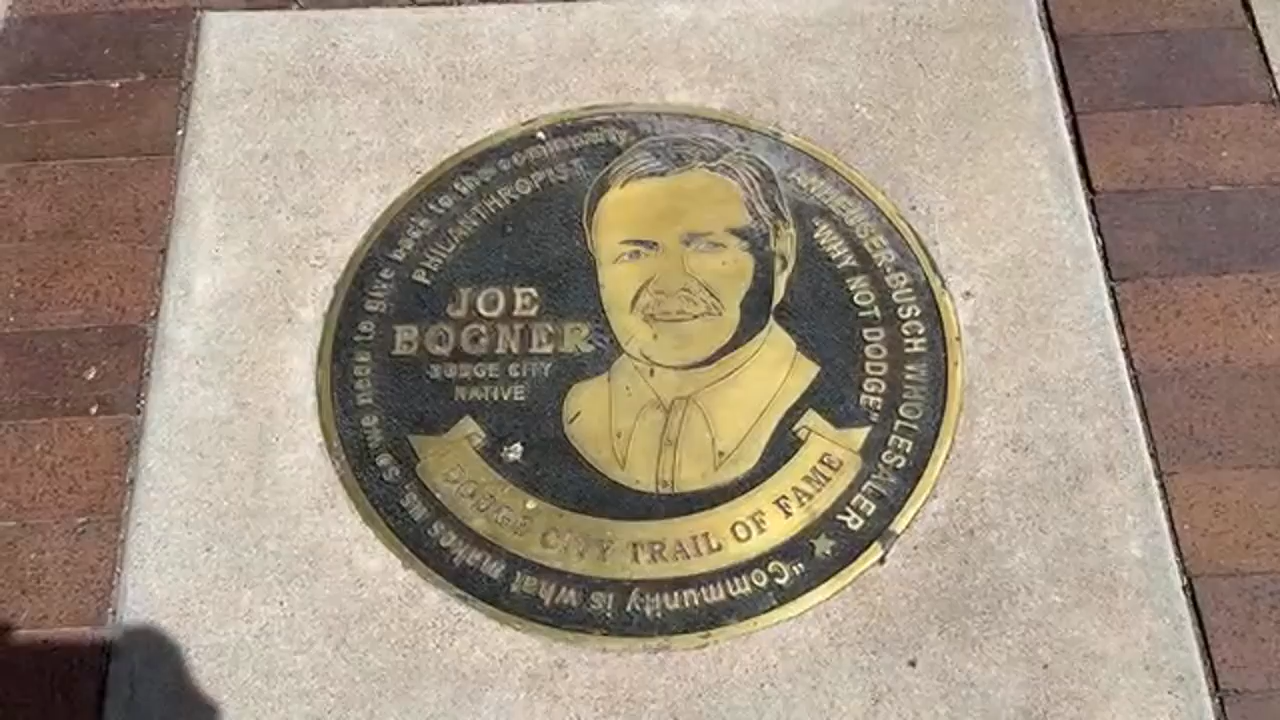 JOE
BOGNER
DODGE CITY
NATIVE
PHILANTHROPIST
ANHEUSER-BUSCH WHOLESALER
"WHY NOT DODGE"
DODGE CITY TRAIL OF FAME
"Community is what makes us so we need to give back to the community